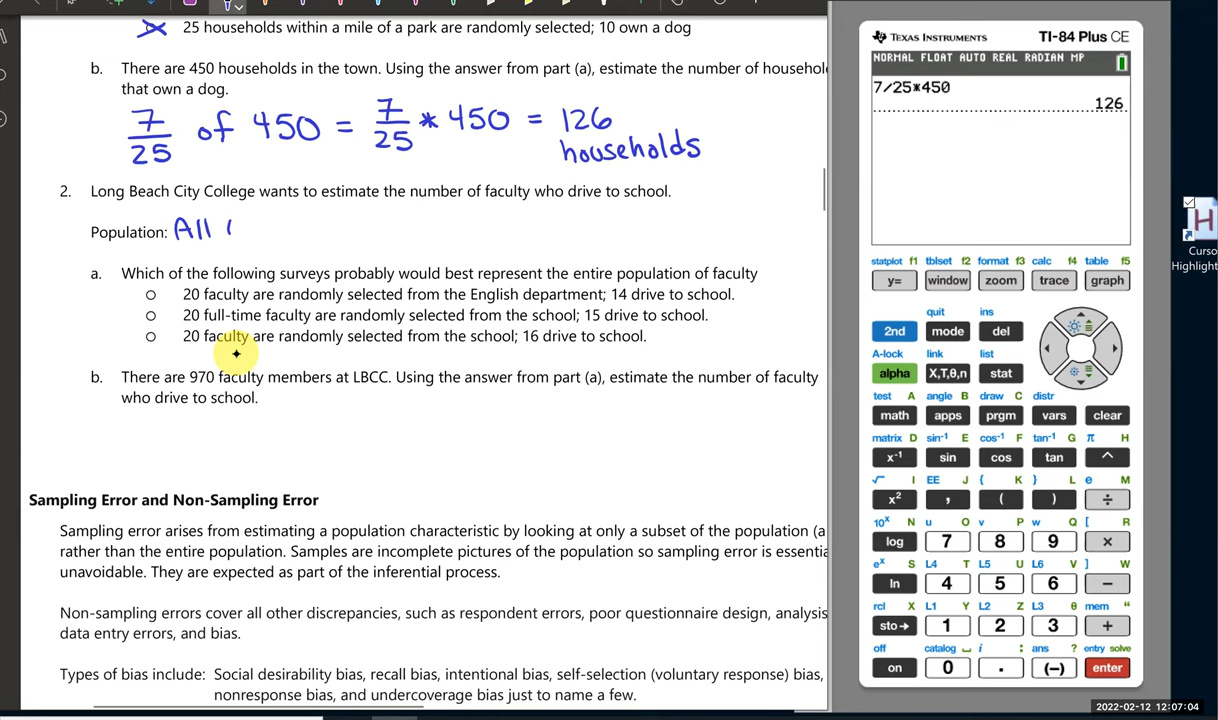 25 households within a mile of a park are randomly selected; 10 own a dog
b. There are 450 households in the town. Using the answer from part (a), estimate the number of househol
that own a dog.
7/25 of 450 = 7/25 * 450 = 126 households
2. Long Beach City College wants to estimate the number of faculty who drive to school.
Population: All
a. Which of the following surveys probably would best represent the entire population of faculty
20 faculty are randomly selected from the English department; 14 drive to school.
20 full-time faculty are randomly selected from the school; 15 drive to school.
20 faculty are randomly selected from the school; 16 drive to school.
b. There are 970 faculty members at LBCC. Using the answer from part (a), estimate the number of faculty
who drive to school.
Sampling Error and Non-Sampling Error
Sampling error arises from estimating a population characteristic by looking at only a subset of the population (a
rather than the entire population. Samples are incomplete pictures of the population so sampling error is essentia
unavoidable. They are expected as part of the inferential process.
Non-sampling errors cover all other discrepancies, such as respondent errors, poor questionnaire design, analysis
data entry errors, and bias.
Types of bias include: Social desirability bias, recall bias, intentional bias, self-selection (voluntary response) bias,
nonresponse bias, and undercoverage bias just to name a few.
TEXAS INSTRUMENTS TI-84 Plus CE
NORMAL FLOAT AUTO REAL RADIAN MP
7/25*450
126
statplot f1 tblset f2 format f3 calc f4 table f5
y= window zoom trace graph
quit ins
2nd mode del
A-lock link list
alpha X,T,θ,n stat
test A angle B draw C distr
math apps prgm vars clear
matrix D sin⁻¹ E cos⁻¹ F tan⁻¹ G π H
x⁻¹ sin cos tan ^
√ I EE J { K } L e M
x² , ( ) ÷
10ˣ N u O v P w Q [ R
log 7 8 9 ×
eˣ S L4 T L5 U L6 V ] W
ln 4 5 6 −
rcl X L1 Y L2 Z L3 θ mem "
sto→ 1 2 3 +
off catalog i : ans ? entry solve
on 0 . (−) enter
Curso
Highlight
2022-02-12 12:07:04